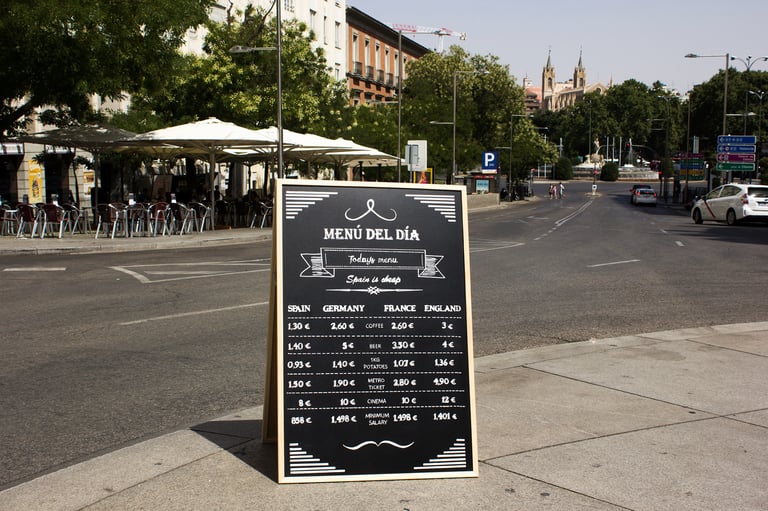 MENÚ DEL DÍA
Todays menu
Spain is cheap
SPAIN GERMANY FRANCE ENGLAND
1.30 € 2,60 € COFFEE 2,60 € 3 €
1.40 € 5 € BEER 3,50 € 4 €
0,93 € 1,40 € 1KG POTATOES 1,07 € 1,36 €
1,50 € 1,90 € METRO TICKET 2,80 € 4,90 €
8 € 10 € CINEMA 10 € 12 €
858 € 1,498 € MINIMUM SALARY 1,498 € 1,401 €
P